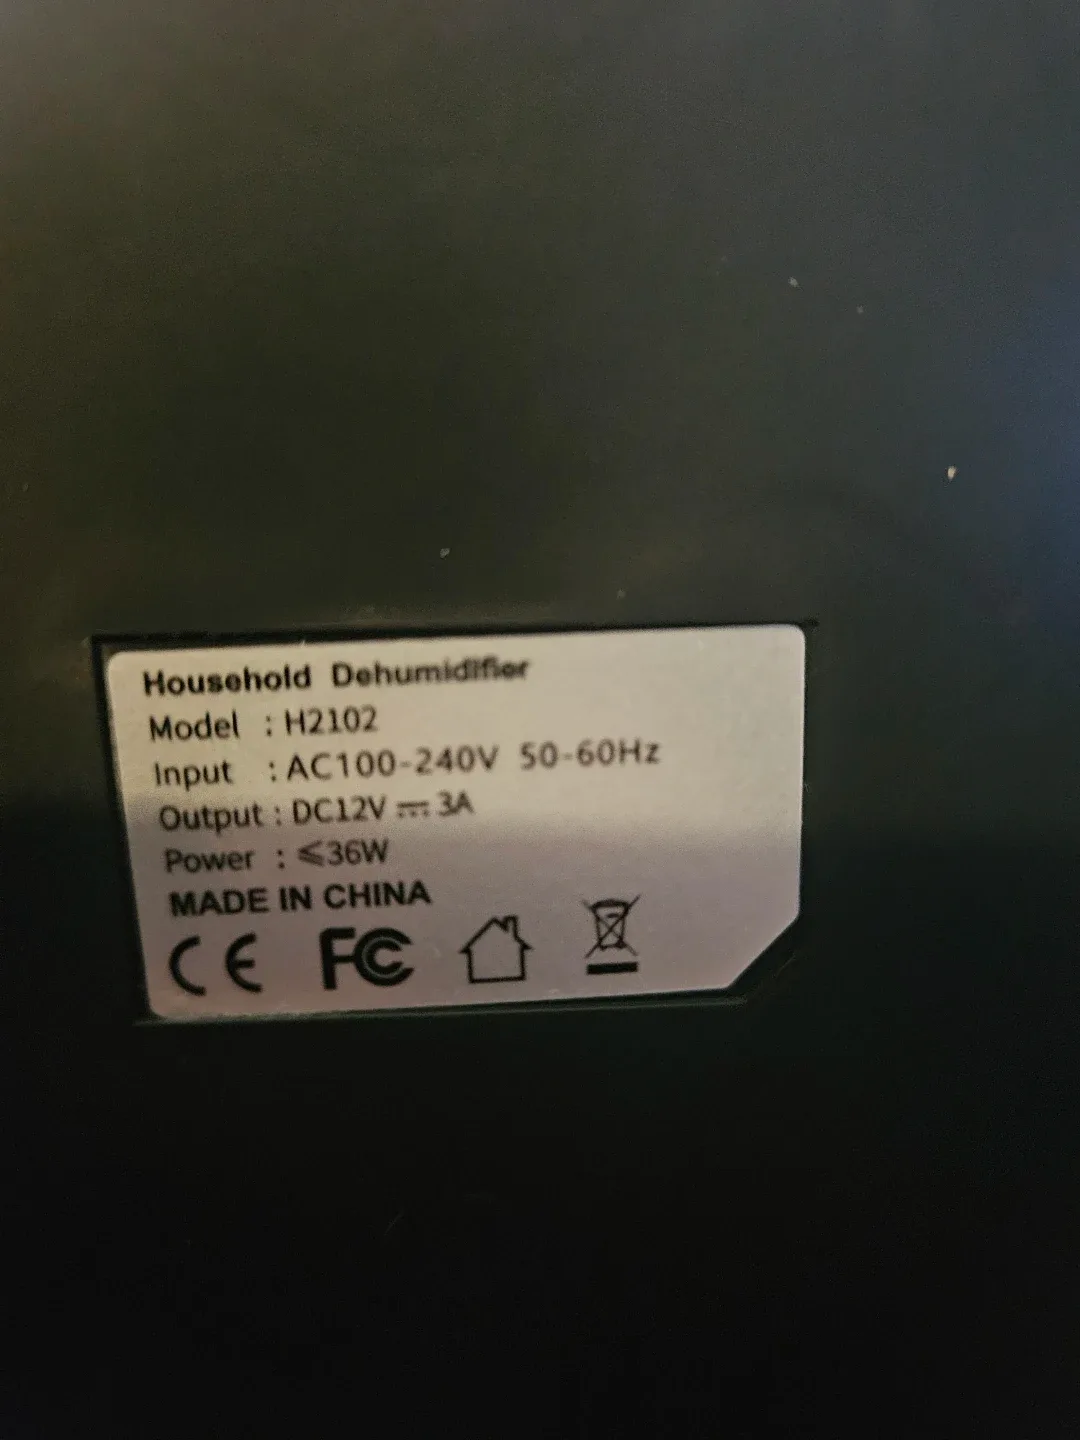 Household Dehumidifier
Model : H2102
Input : AC100-240V 50-60Hz
Output : DC12V ⎓ 3A
Power : ≤36W
MADE IN CHINA
CE FC